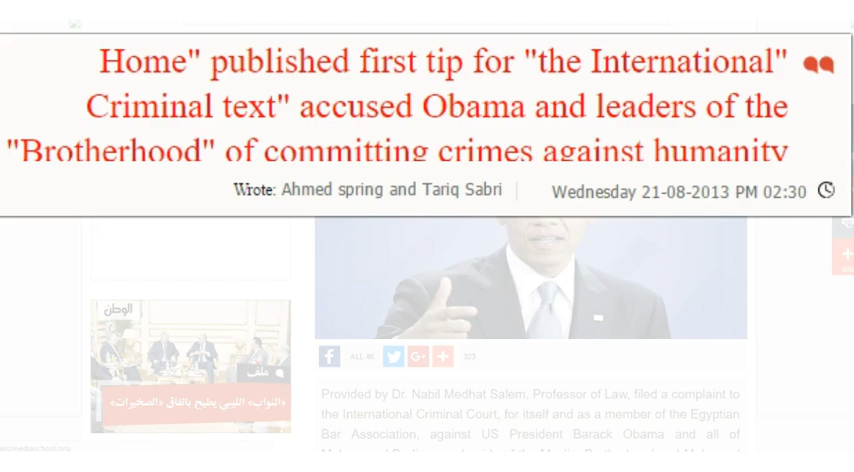 Home" published first tip for "the International"
Criminal text" accused Obama and leaders of the
"Brotherhood" of committing crimes against humanity
Wrote: Ahmed spring and Tariq Sabri | Wednesday 21-08-2013 PM 02:30
الوطن
ملف
«النواب» الليبي يطيح باتفاق «الصخيرات»
ALL 4K
323
Provided by Dr. Nabil Medhat Salem, Professor of Law, filed a complaint to
the International Criminal Court, for itself and as a member of the Egyptian
Bar Association, against US President Barack Obama and all of